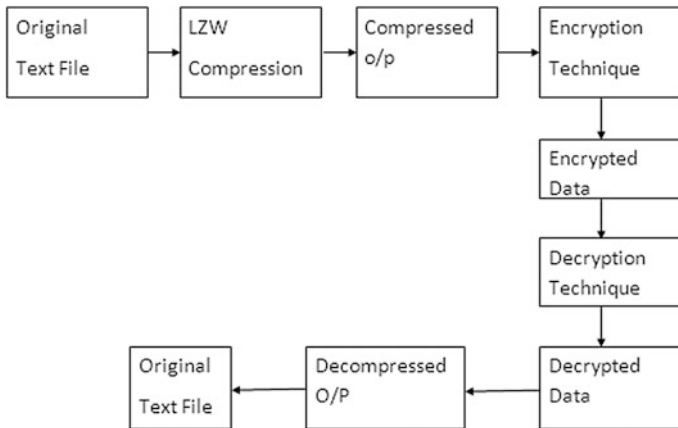 Original
Text File
LZW
Compression
Compressed
o/p
Encryption
Technique
Encrypted
Data
Decryption
Technique
Decrypted
Data
Decompressed
O/P
Original
Text File